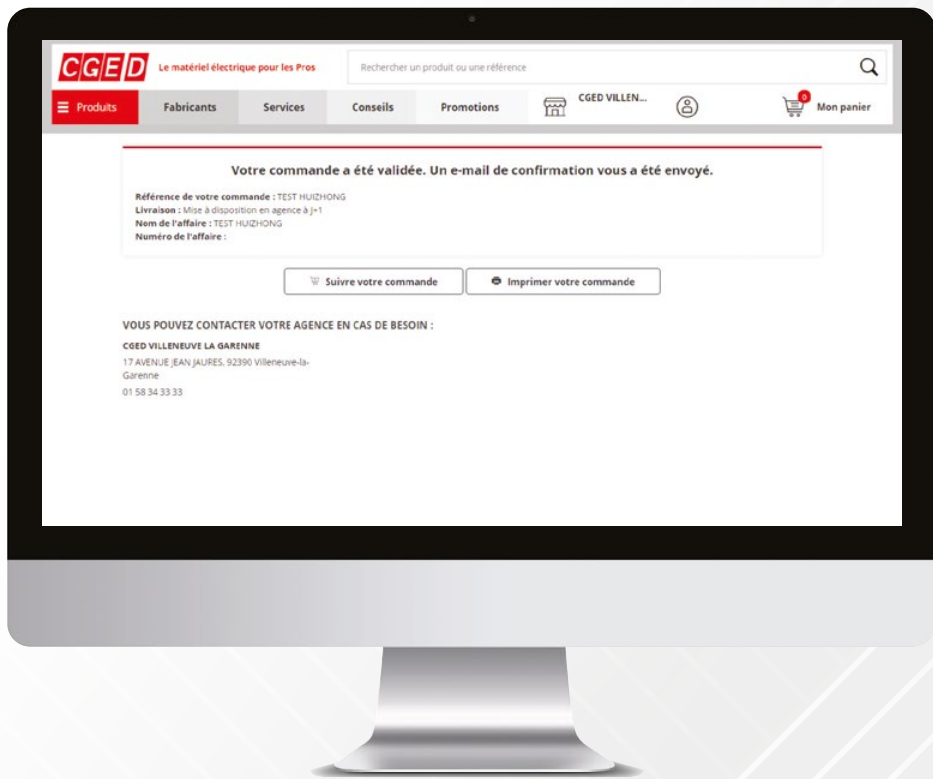 CGED Le matériel électrique pour les Pros Rechercher un produit ou une référence
Produits Fabricants Services Conseils Promotions CGED VILLEN... 0 Mon panier
Votre commande a été validée. Un e-mail de confirmation vous a été envoyé.
Référence de votre commande : TEST HUIZHONG
Livraison : Mise à disposition en agence à J+1
Nom de l'affaire : TEST HUIZHONG
Numéro de l'affaire :
Suivre votre commande Imprimer votre commande
VOUS POUVEZ CONTACTER VOTRE AGENCE EN CAS DE BESOIN :
CGED VILLENEUVE LA GARENNE
17 AVENUE JEAN JAURES, 92390 Villeneuve-la-
Garenne
01 58 34 33 33